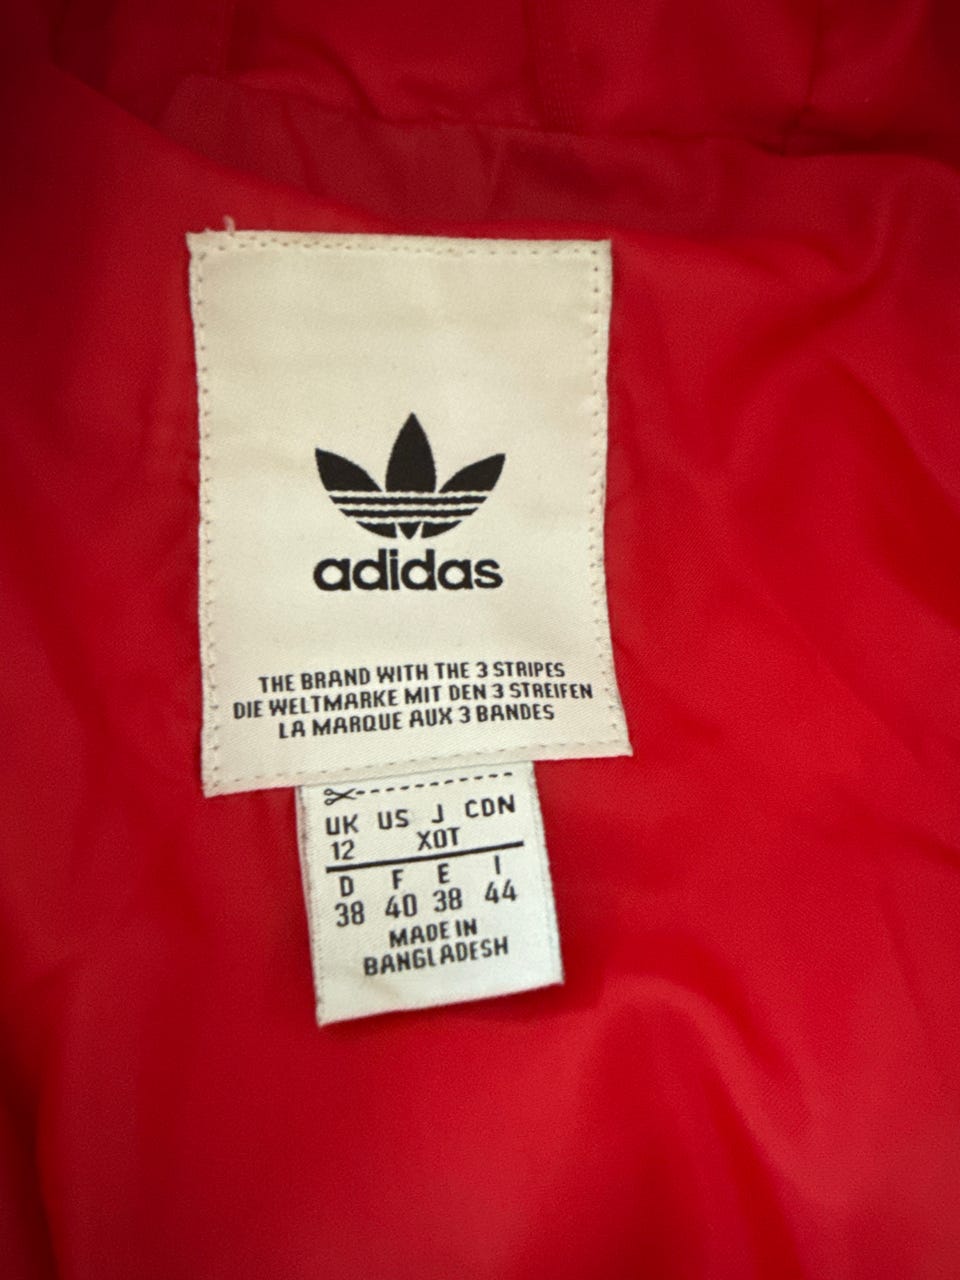 adidas
THE BRAND WITH THE 3 STRIPES
DIE WELTMARKE MIT DEN 3 STREIFEN
LA MARQUE AUX 3 BANDES
UK US J CDN
12 XOT
D F E I
38 40 38 44
MADE IN
BANGLADESH